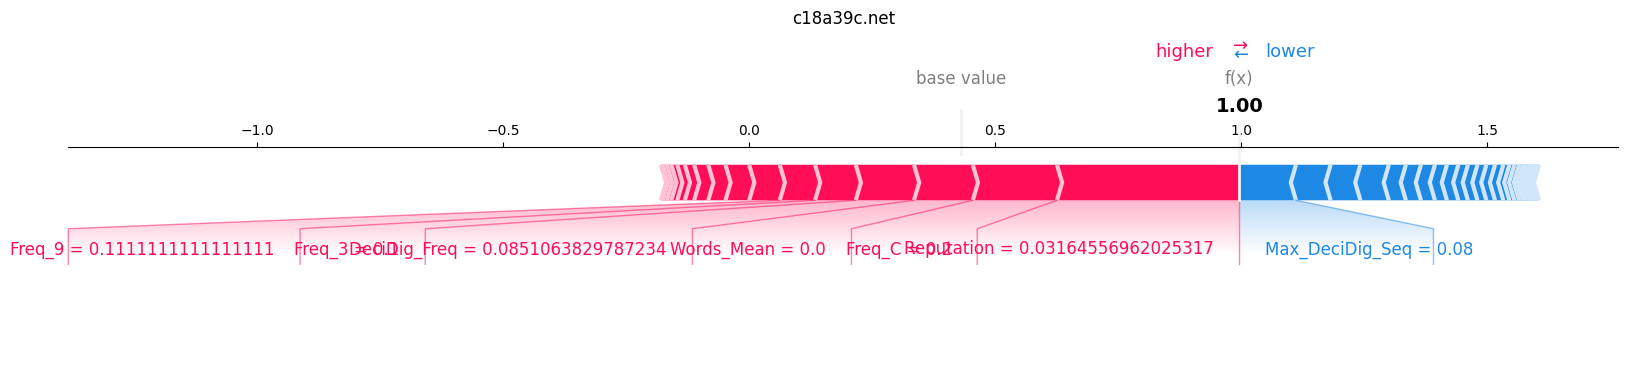 c18a39c.net
higher ⇄ lower
base value f(x)
1.00
−1.0 −0.5 0.0 0.5 1.0 1.5
Freq_9 = 0.1111111111111111 Freq_3 = 0.1 DeciDig_Freq = 0.0851063829787234 Words_Mean = 0.0 Freq_C = 0.2 Reputation = 0.03164556962025317 Max_DeciDig_Seq = 0.08